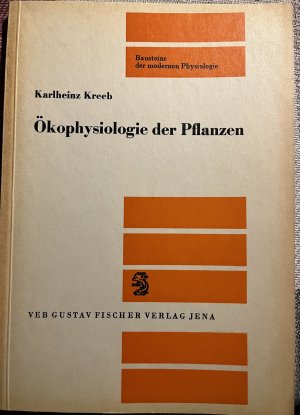 Bausteine
der modernen Physiologie
Karlheinz Kreeb
Ökophysiologie der Pflanzen
VEB GUSTAV FISCHER VERLAG JENA